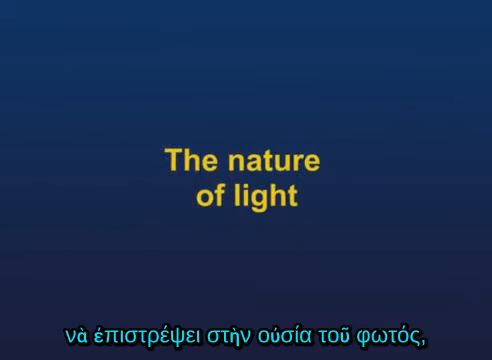 The nature
of light
νὰ ἐπιστρέψει στὴν οὐσία τοῦ φωτός,